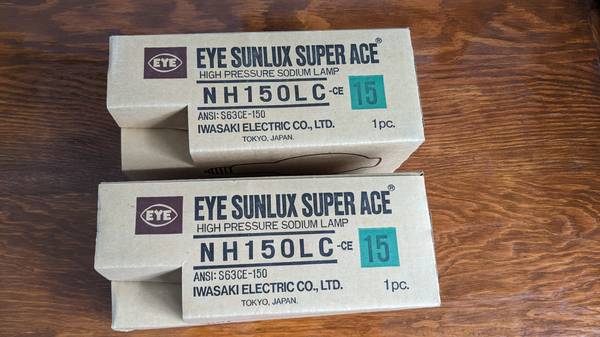 EYE
EYE SUNLUX SUPER ACE®
HIGH PRESSURE SODIUM LAMP
NH150LC-CE 15
ANSI: S63CE-150
IWASAKI ELECTRIC CO., LTD. 1pc.
TOKYO, JAPAN.
EYE
EYE SUNLUX SUPER ACE®
HIGH PRESSURE SODIUM LAMP
NH150LC-CE 15
ANSI: S63CE-150
IWASAKI ELECTRIC CO., LTD. 1pc.
TOKYO, JAPAN.